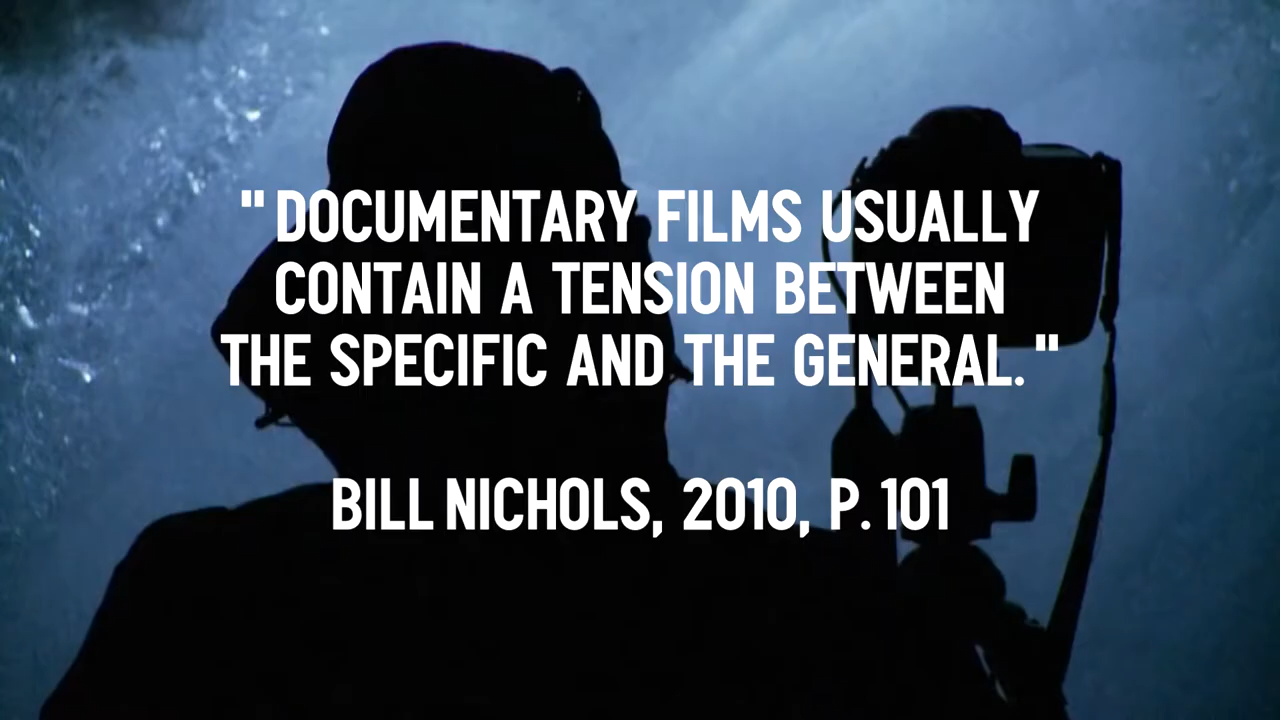 "DOCUMENTARY FILMS USUALLY
CONTAIN A TENSION BETWEEN
THE SPECIFIC AND THE GENERAL."
BILL NICHOLS, 2010, P. 101